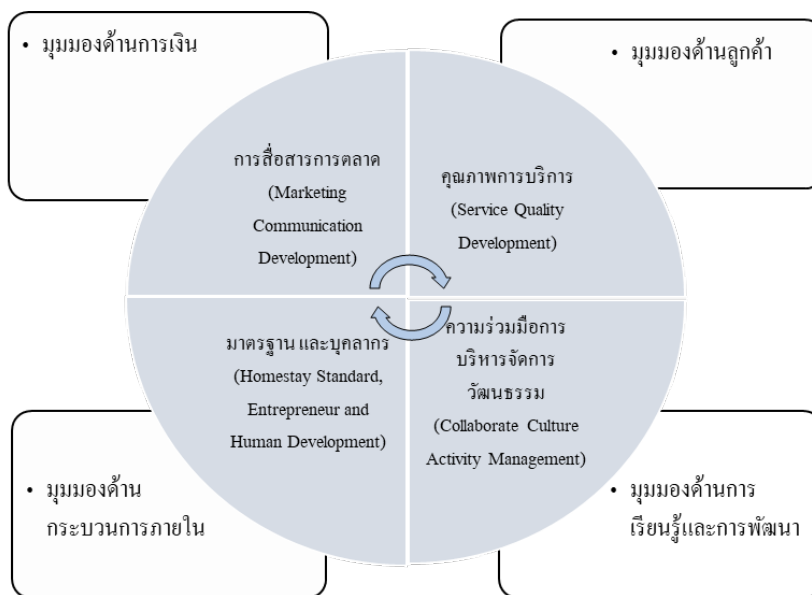 • มุมมองด้านการเงิน
• มุมมองด้านลูกค้า
การสื่อสารการตลาด
(Marketing
Communication
Development)
คุณภาพการบริการ
(Service Quality
Development)
มาตรฐาน และบุคลากร
(Homestay Standard,
Entrepreneur and
Human Development)
ความร่วมมือการ
บริหารจัดการ
วัฒนธรรม
(Collaborate Culture
Activity Management)
• มุมมองด้าน
กระบวนการภายใน
• มุมมองด้านการ
เรียนรู้และการพัฒนา